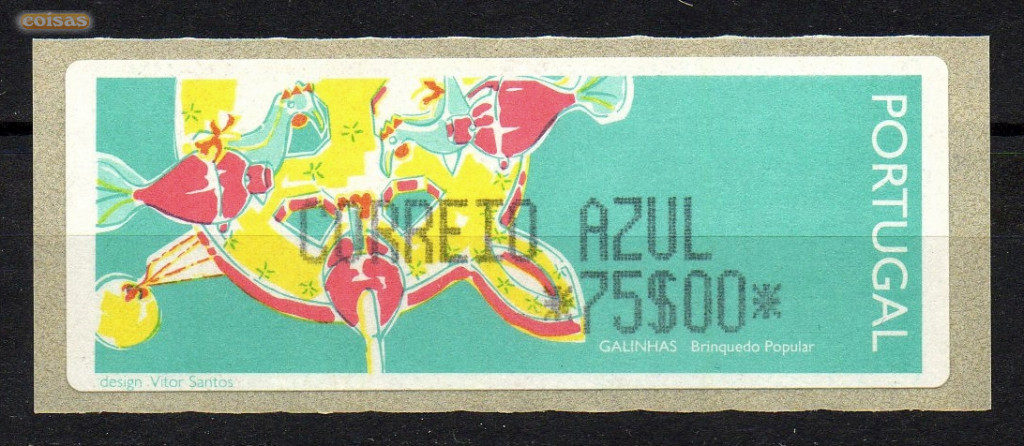 coisas
PORTUGAL
CORREIO AZUL
*75$00*
GALINHAS Brinquedo Popular
design .Vitor Santos